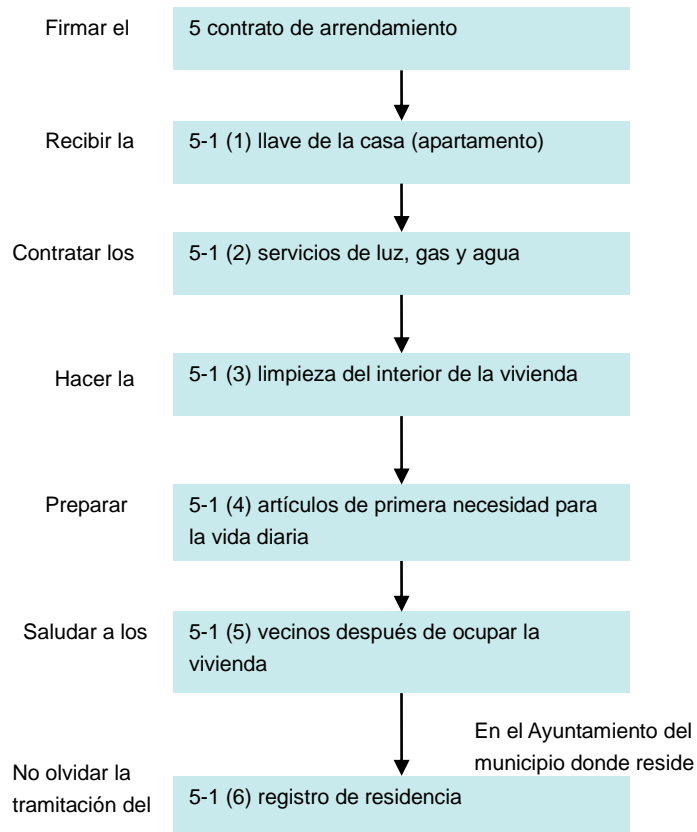 Firmar el
5 contrato de arrendamiento
Recibir la
5-1 (1) llave de la casa (apartamento)
Contratar los
5-1 (2) servicios de luz, gas y agua
Hacer la
5-1 (3) limpieza del interior de la vivienda
Preparar
5-1 (4) artículos de primera necesidad para
la vida diaria
Saludar a los
5-1 (5) vecinos después de ocupar la
vivienda
En el Ayuntamiento del
municipio donde reside
No olvidar la
tramitación del
5-1 (6) registro de residencia